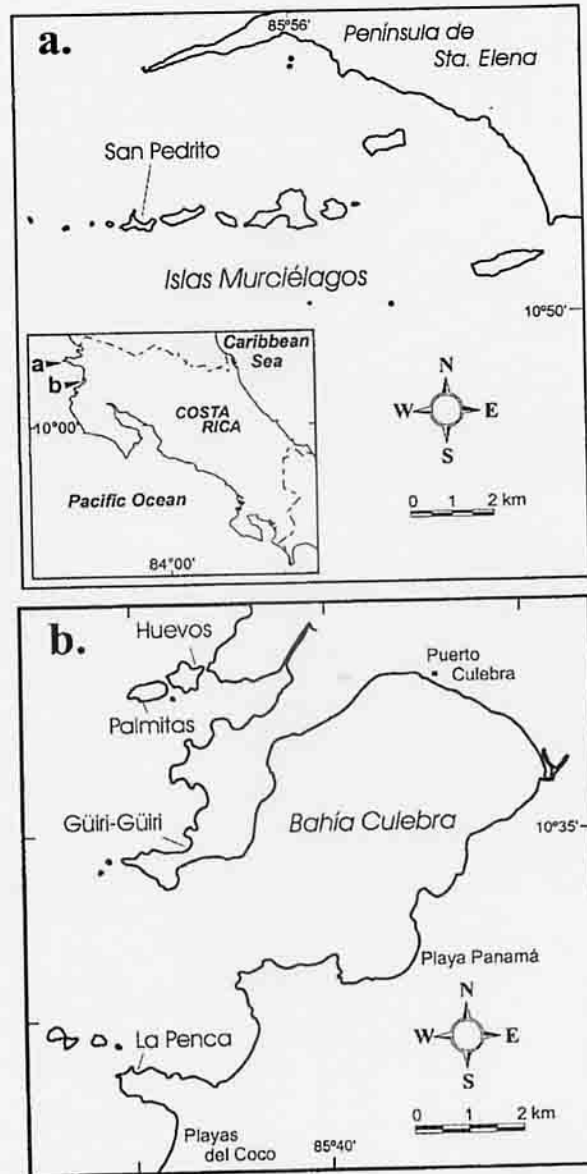 a.
85°56'
Península de
Sta. Elena
San Pedrito
Islas Murciélagos
10°50'
Caribbean
Sea
a
b
COSTA
RICA
10°00'
Pacific Ocean
84°00'
N
W E
S
0 1 2 km
b.
Huevos
Puerto
Culebra
Palmitas
Güiri-Güiri
Bahía Culebra
10°35'
Playa Panamá
N
W E
S
La Penca
0 1 2 km
Playas
del Coco
85°40'